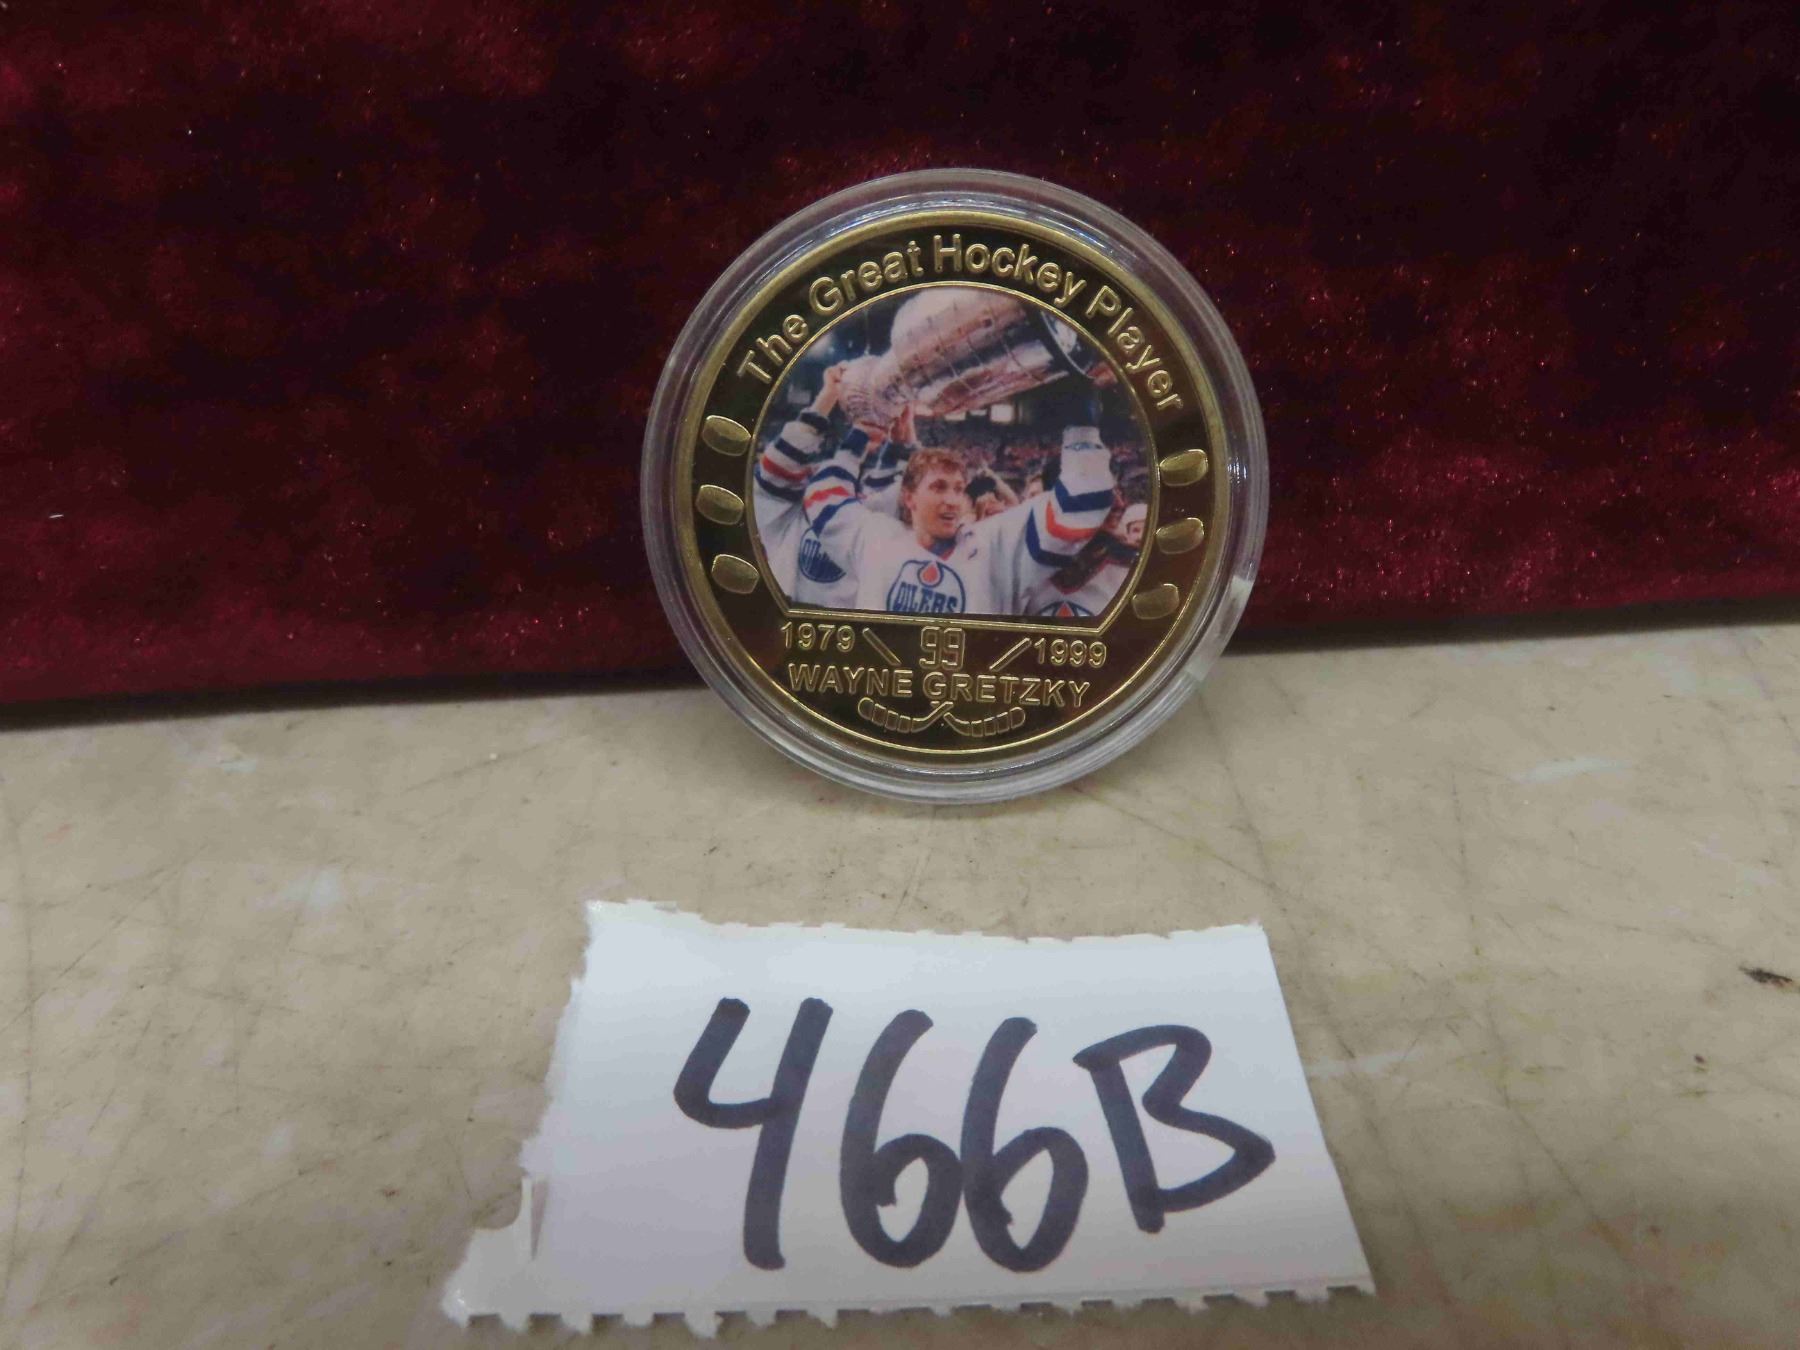 The Great Hockey Player
OILERS
1979 99 1999
WAYNE GRETZKY
466B